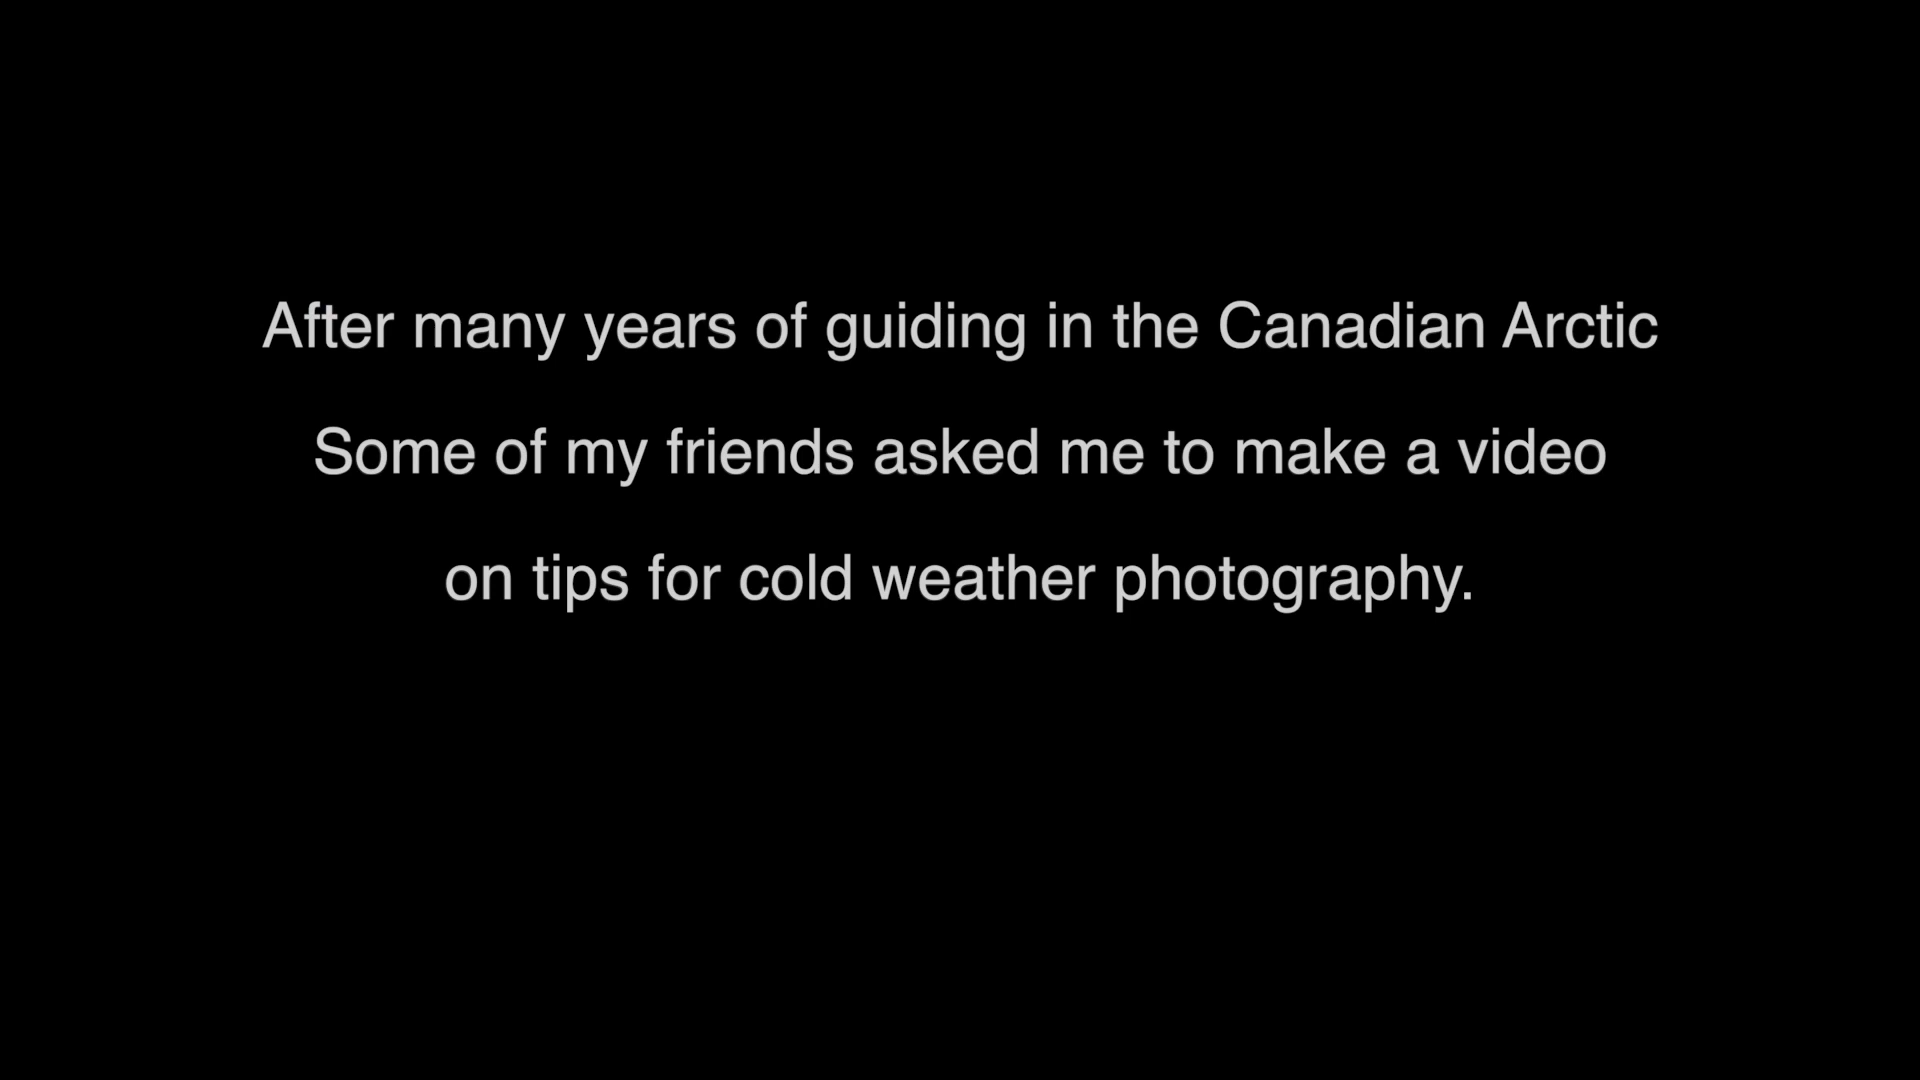 After many years of guiding in the Canadian Arctic
Some of my friends asked me to make a video
on tips for cold weather photography.